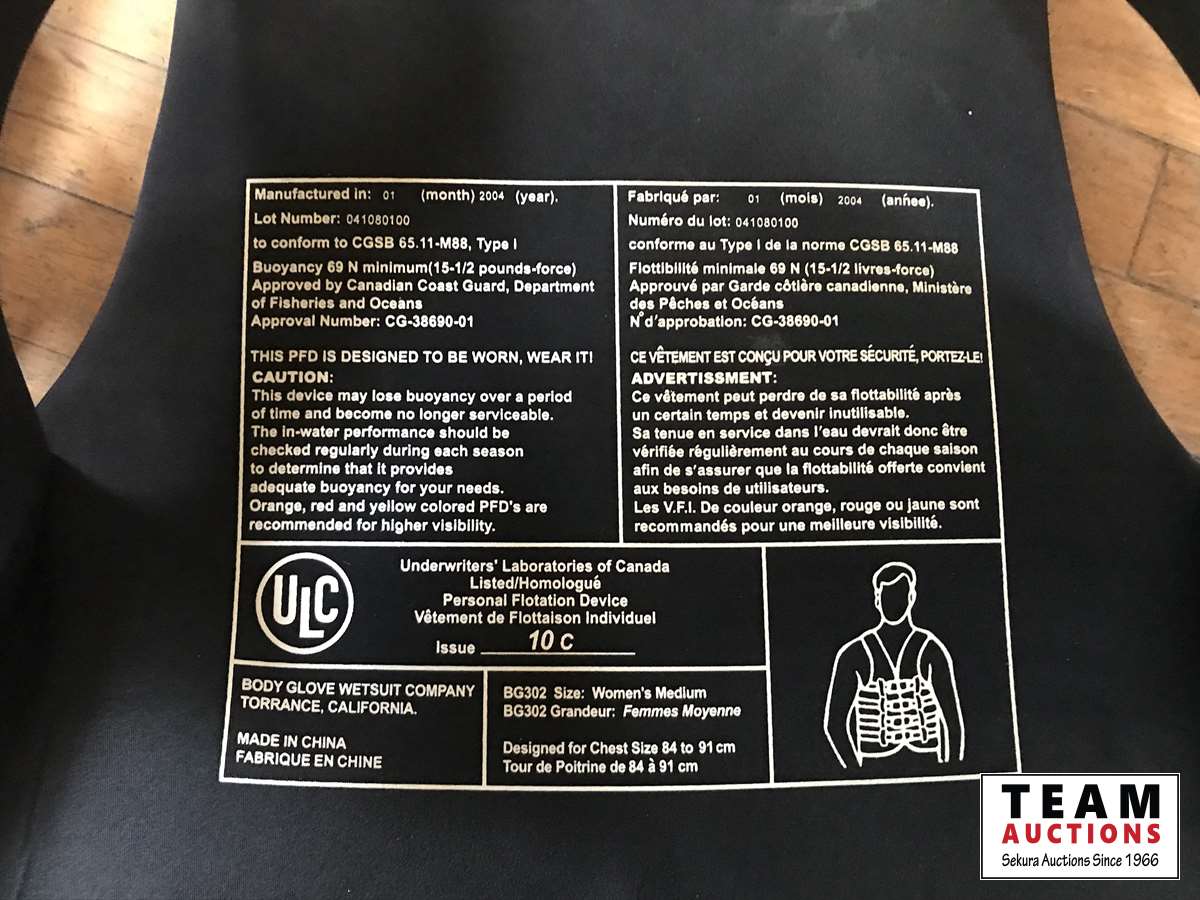 Manufactured in: 01 (month) 2004 (year).
Lot Number: 041080100
to conform to CGSB 65.11-M88, Type I
Buoyancy 69 N minimum(15-1/2 pounds-force)
Approved by Canadian Coast Guard, Department
of Fisheries and Oceans
Approval Number: CG-38690-01
THIS PFD IS DESIGNED TO BE WORN, WEAR IT!
CAUTION:
This device may lose buoyancy over a period
of time and become no longer serviceable.
The in-water performance should be
checked regularly during each season
to determine that it provides
adequate buoyancy for your needs.
Orange, red and yellow colored PFD's are
recommended for higher visibility.
Fabriqué par: 01 (mois) 2004 (année).
Numéro du lot: 041080100
conforme au Type I de la norme CGSB 65.11-M88
Flottibilité minimale 69 N (15-1/2 livres-force)
Approuvé par Garde côtière canadienne, Ministère
des Pêches et Océans
N°d'approbation: CG-38690-01
CE VÊTEMENT EST CONÇU POUR VOTRE SÉCURITÉ, PORTEZ-LE!
ADVERTISSMENT:
Ce vêtement peut perdre de sa flottabilité après
un certain temps et devenir inutilisable.
Sa tenue en service dans l'eau devrait donc être
vérifiée régulièrement au cours de chaque saison
afin de s'assurer que la flottabilité offerte convient
aux besoins de utilisateurs.
Les V.F.I. De couleur orange, rouge ou jaune sont
recommandés pour une meilleure visibilité.
ULC
Underwriters' Laboratories of Canada
Listed/Homologué
Personal Flotation Device
Vêtement de Flottaison Individuel
Issue 10 C
BODY GLOVE WETSUIT COMPANY
TORRANCE, CALIFORNIA.
MADE IN CHINA
FABRIQUE EN CHINE
BG302 Size: Women's Medium
BG302 Grandeur: Femmes Moyenne
Designed for Chest Size 84 to 91 cm
Tour de Poitrine de 84 à 91 cm
TEAM
AUCTIONS
Sekura Auctions Since 1966